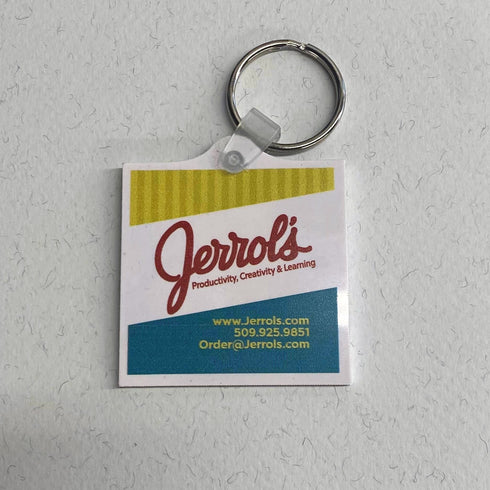 Jerrol's
Productivity, Creativity & Learning
www.Jerrols.com
509.925.9851
Order@Jerrols.com